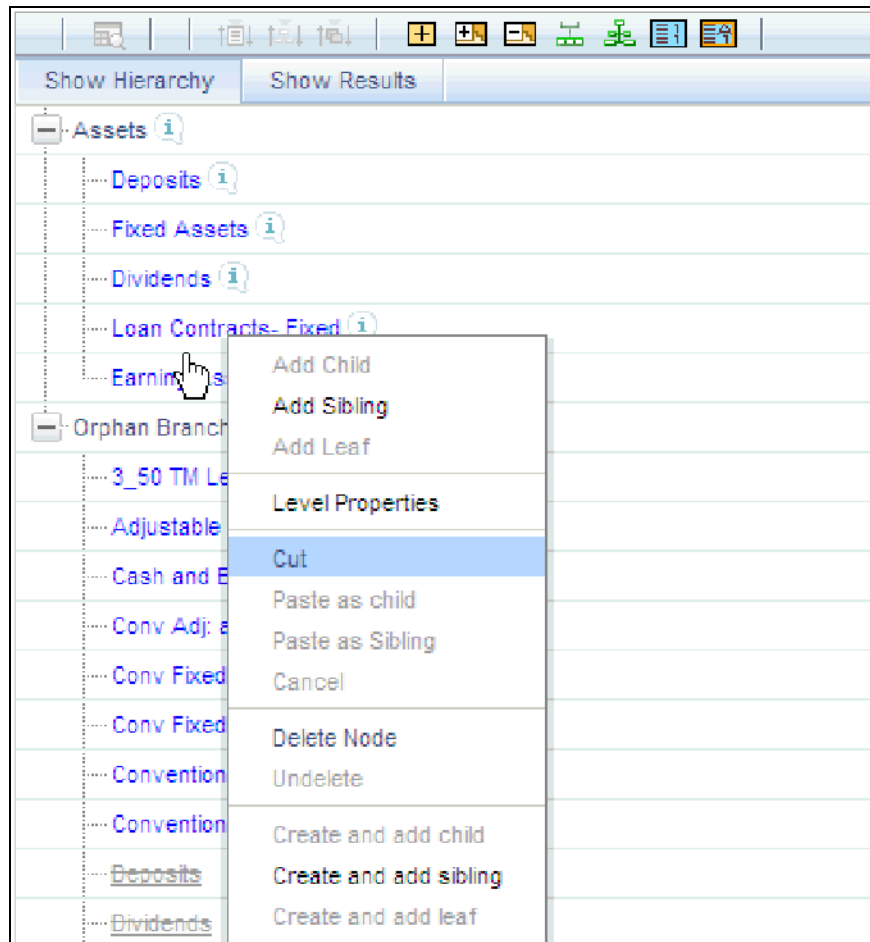 Show Hierarchy Show Results
Assets
Deposits
Fixed Assets
Dividends
Loan Contracts- Fixed
Add Child
Add Sibling
Orphan
Add Leaf
3_50 TM
Level Properties
Adjustable
Cut
Cash and
Paste as child
Conv Adj:
Paste as Sibling
Conv Fixed
Cancel
Conv Fixed
Delete Node
Undelete
Deposits
Create and add child
Create and add sibling
Dividends
Create and add leaf